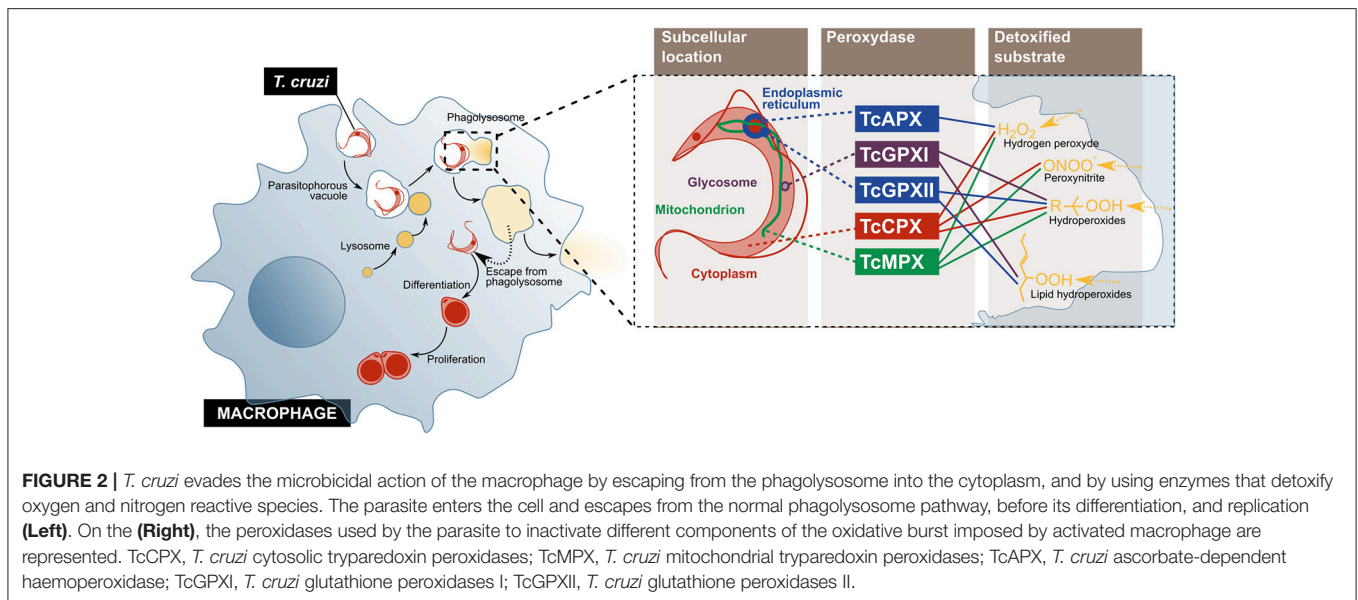 Subcellular
location
Peroxydase
Detoxified
substrate
T. cruzi
Phagolysosome
Parasitophorous
vacuole
Lysosome
Escape from
phagolysosome
Differentiation
Proliferation
MACROPHAGE
Endoplasmic
reticulum
Glycosome
Mitochondrion
Cytoplasm
TcAPX
TcGPXI
TcGPXII
TcCPX
TcMPX
H₂O₂
Hydrogen peroxyde
ONOO⁻
Peroxynitrite
R OOH
Hydroperoxides
OOH
Lipid hydroperoxides
FIGURE 2 | T. cruzi evades the microbicidal action of the macrophage by escaping from the phagolysosome into the cytoplasm, and by using enzymes that detoxify
oxygen and nitrogen reactive species. The parasite enters the cell and escapes from the normal phagolysosome pathway, before its differentiation, and replication
(Left). On the (Right), the peroxidases used by the parasite to inactivate different components of the oxidative burst imposed by activated macrophage are
represented. TcCPX, T. cruzi cytosolic tryparedoxin peroxidases; TcMPX, T. cruzi mitochondrial tryparedoxin peroxidases; TcAPX, T. cruzi ascorbate-dependent
haemoperoxidase; TcGPXI, T. cruzi glutathione peroxidases I; TcGPXII, T. cruzi glutathione peroxidases II.